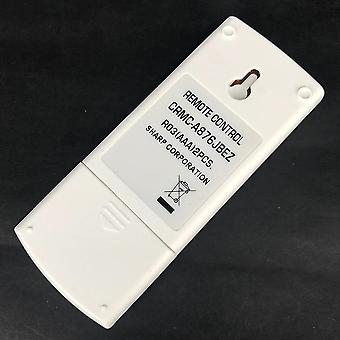 REMOTE CONTROL
CRMC-A876JBEZ
R03(AAA)2PCS.
SHARP CORPORATION